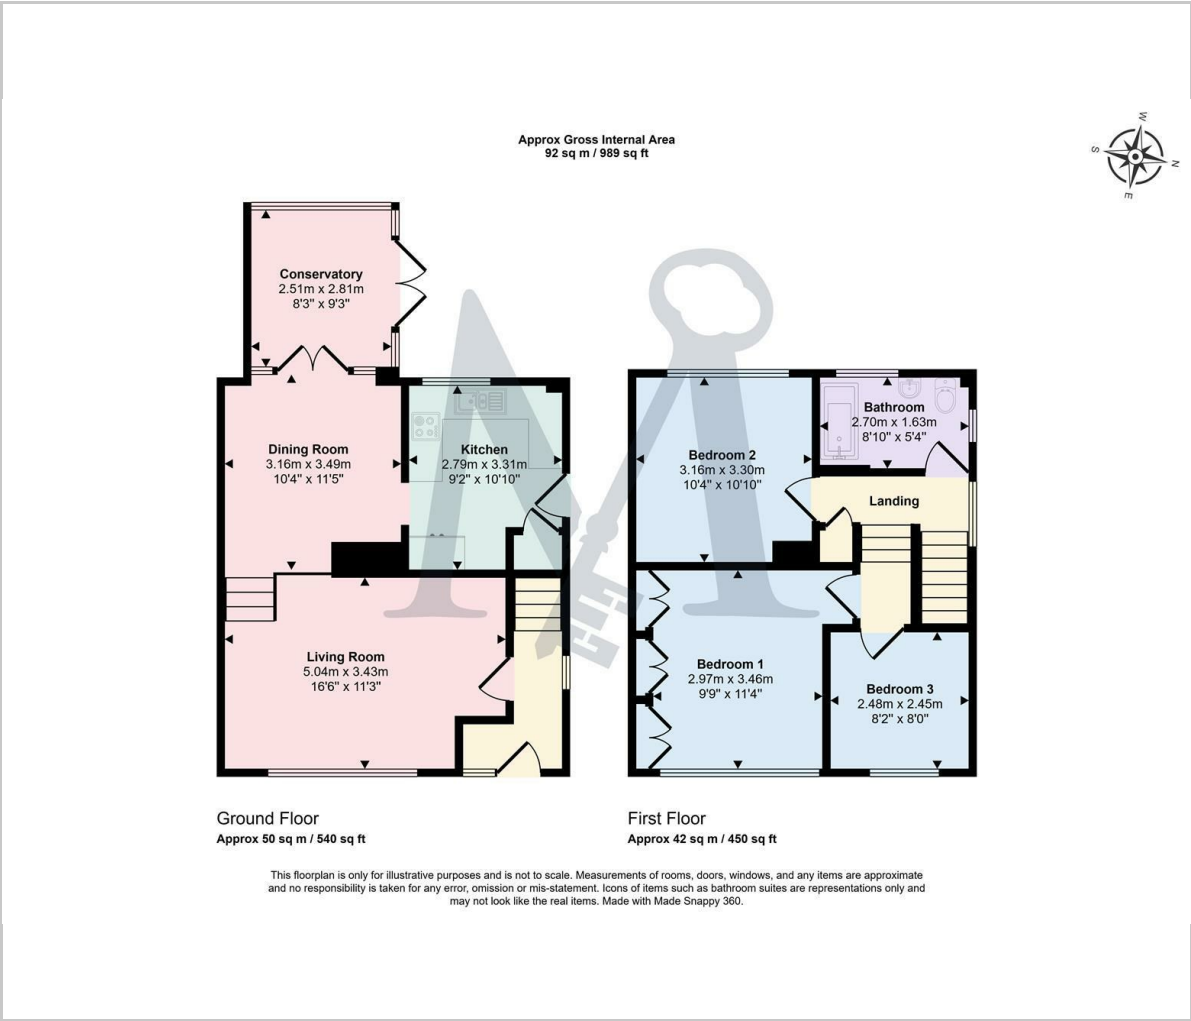 Approx Gross Internal Area
92 sq m / 989 sq ft
W
S
N
E
Conservatory
2.51m x 2.81m
8'3" x 9'3"
Dining Room
3.16m x 3.49m
10'4" x 11'5"
Kitchen
2.79m x 3.31m
9'2" x 10'10"
Living Room
5.04m x 3.43m
16'6" x 11'3"
Bedroom 2
3.16m x 3.30m
10'4" x 10'10"
Bathroom
2.70m x 1.63m
8'10" x 5'4"
Landing
Bedroom 1
2.97m x 3.46m
9'9" x 11'4"
Bedroom 3
2.48m x 2.45m
8'2" x 8'0"
Ground Floor
Approx 50 sq m / 540 sq ft
First Floor
Approx 42 sq m / 450 sq ft
This floorplan is only for illustrative purposes and is not to scale. Measurements of rooms, doors, windows, and any items are approximate
and no responsibility is taken for any error, omission or mis-statement. Icons of items such as bathroom suites are representations only and
may not look like the real items. Made with Made Snappy 360.